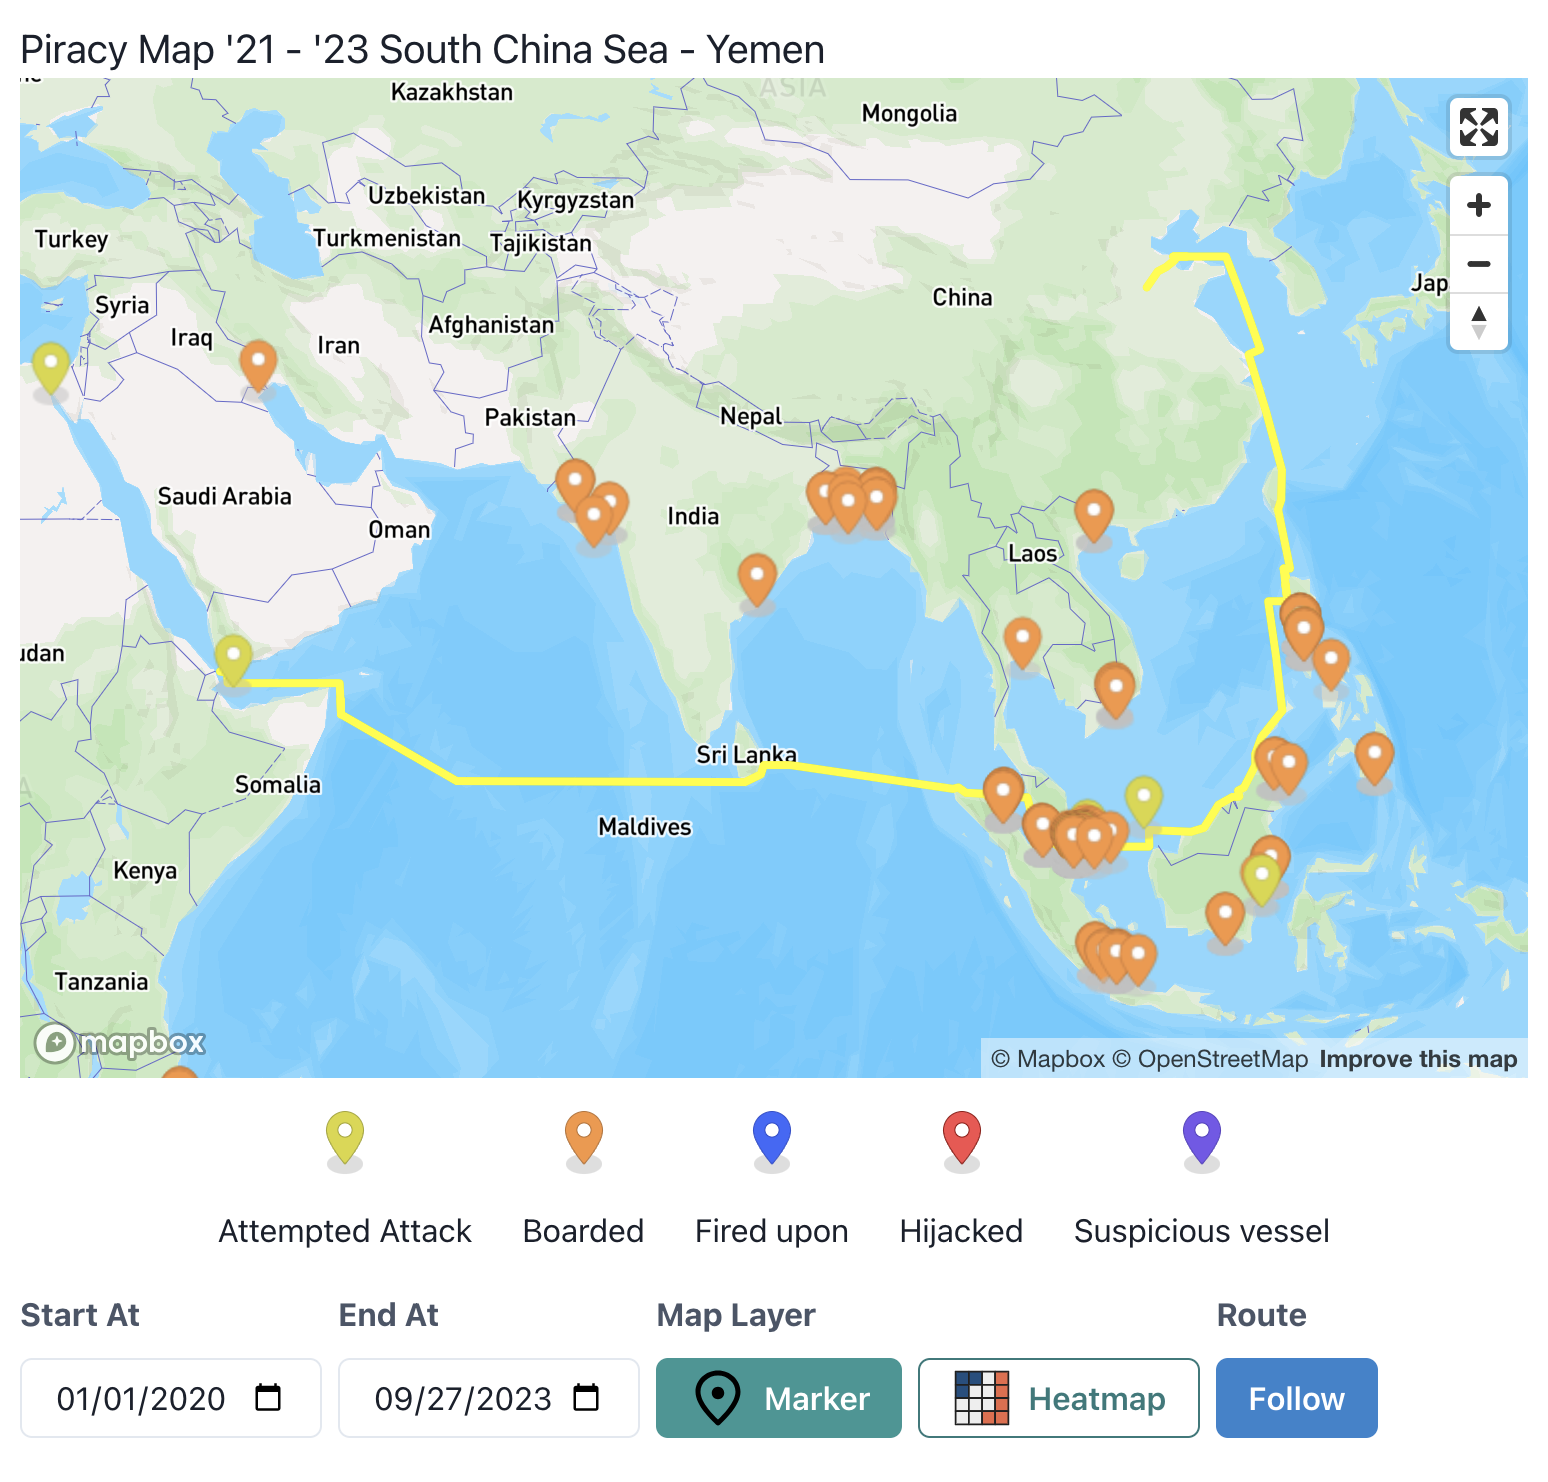 Piracy Map '21 - '23 South China Sea - Yemen
ASIA
Kazakhstan
Mongolia
Uzbekistan
Kyrgyzstan
Turkey
Turkmenistan
Tajikistan
Syria
China
Jap
Iraq
Iran
Afghanistan
Pakistan
Nepal
Saudi Arabia
India
Oman
Laos
udan
Sri Lanka
Somalia
Maldives
Kenya
Tanzania
mapbox
© Mapbox © OpenStreetMap Improve this map
Attempted Attack
Boarded
Fired upon
Hijacked
Suspicious vessel
Start At
End At
Map Layer
Route
01/01/2020
09/27/2023
Marker
Heatmap
Follow